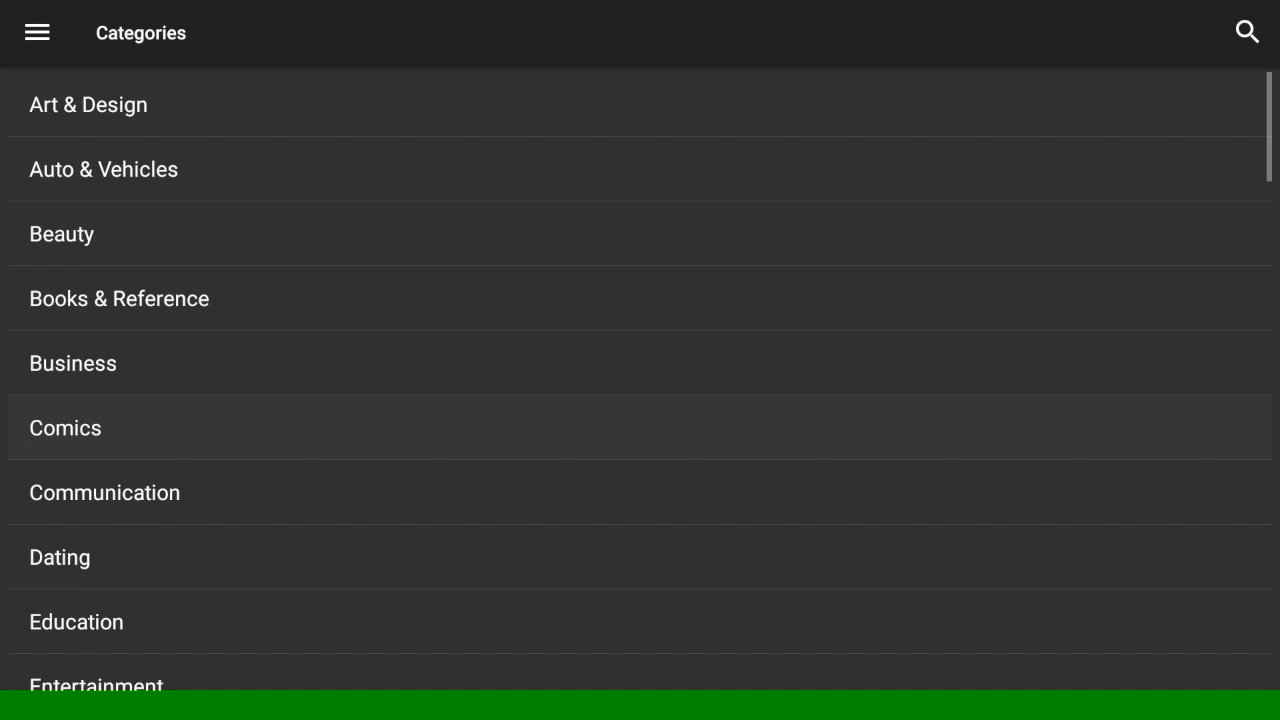 Categories
Art & Design
Auto & Vehicles
Beauty
Books & Reference
Business
Comics
Communication
Dating
Education
Entertainment